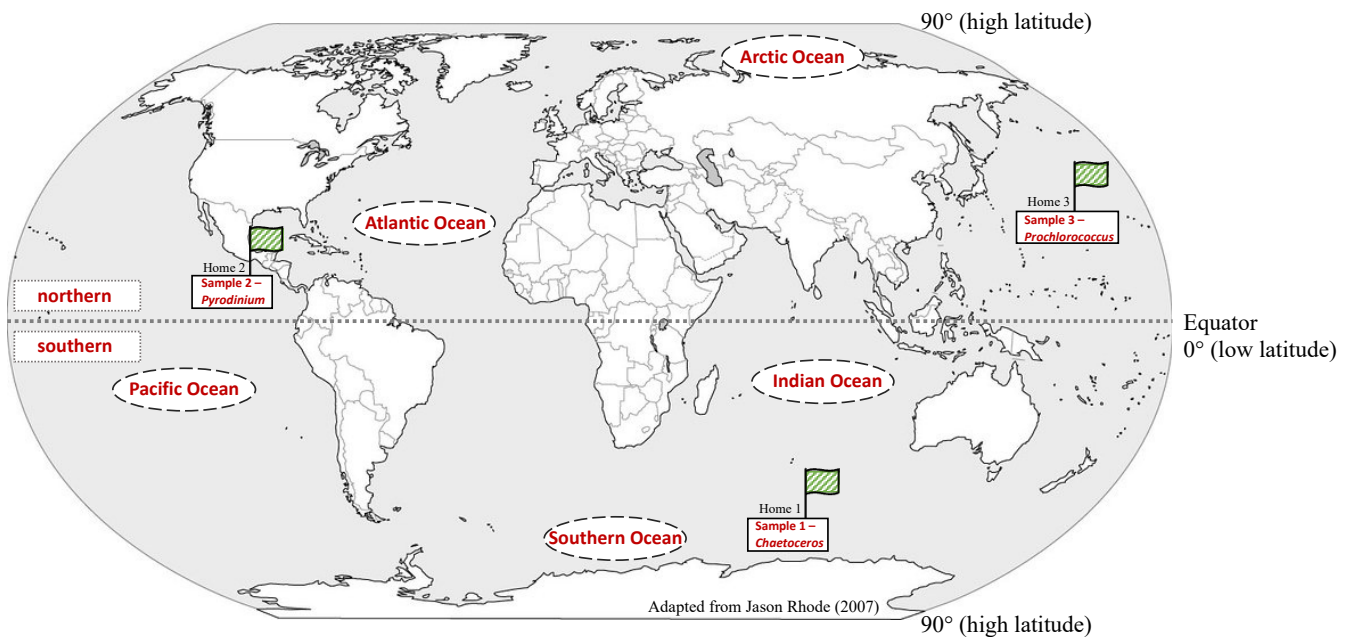 90° (high latitude)
Arctic Ocean
Home 3
Sample 3 –
Prochlorococcus
Atlantic Ocean
Home 2
Sample 2 –
Pyrodinium
northern
Equator
0° (low latitude)
southern
Pacific Ocean
Indian Ocean
Home 1
Sample 1 –
Chaetoceros
Southern Ocean
Adapted from Jason Rhode (2007)
90° (high latitude)